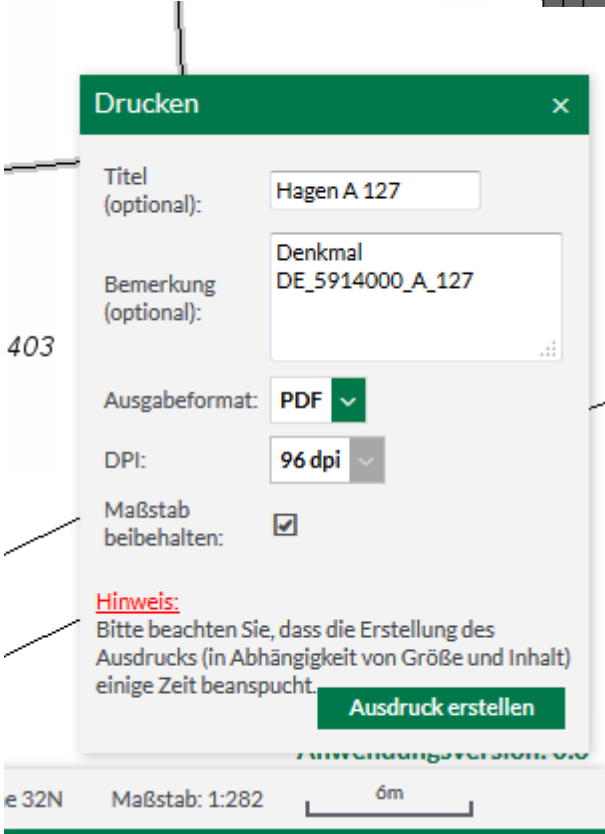 Drucken ×
Titel
(optional):
Hagen A 127
Bemerkung
(optional):
Denkmal
DE_5914000_A_127
403
Ausgabeformat: PDF
DPI: 96 dpi
Maßstab
beibehalten:
Hinweis:
Bitte beachten Sie, dass die Erstellung des
Ausdrucks (in Abhängigkeit von Größe und Inhalt)
einige Zeit beanspucht.
Ausdruck erstellen
Anwendungsversion:
e 32N Maßstab: 1:282 6m